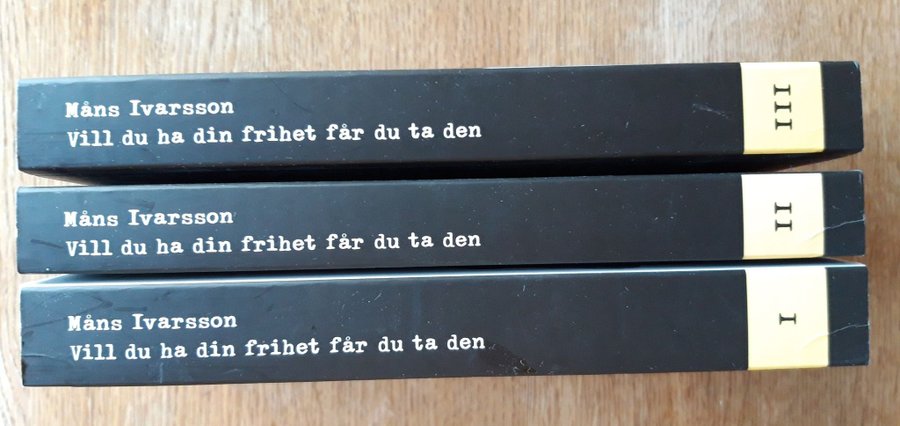 Måns Ivarsson
Vill du ha din frihet får du ta den
III
Måns Ivarsson
Vill du ha din frihet får du ta den
II
Måns Ivarsson
Vill du ha din frihet får du ta den
I